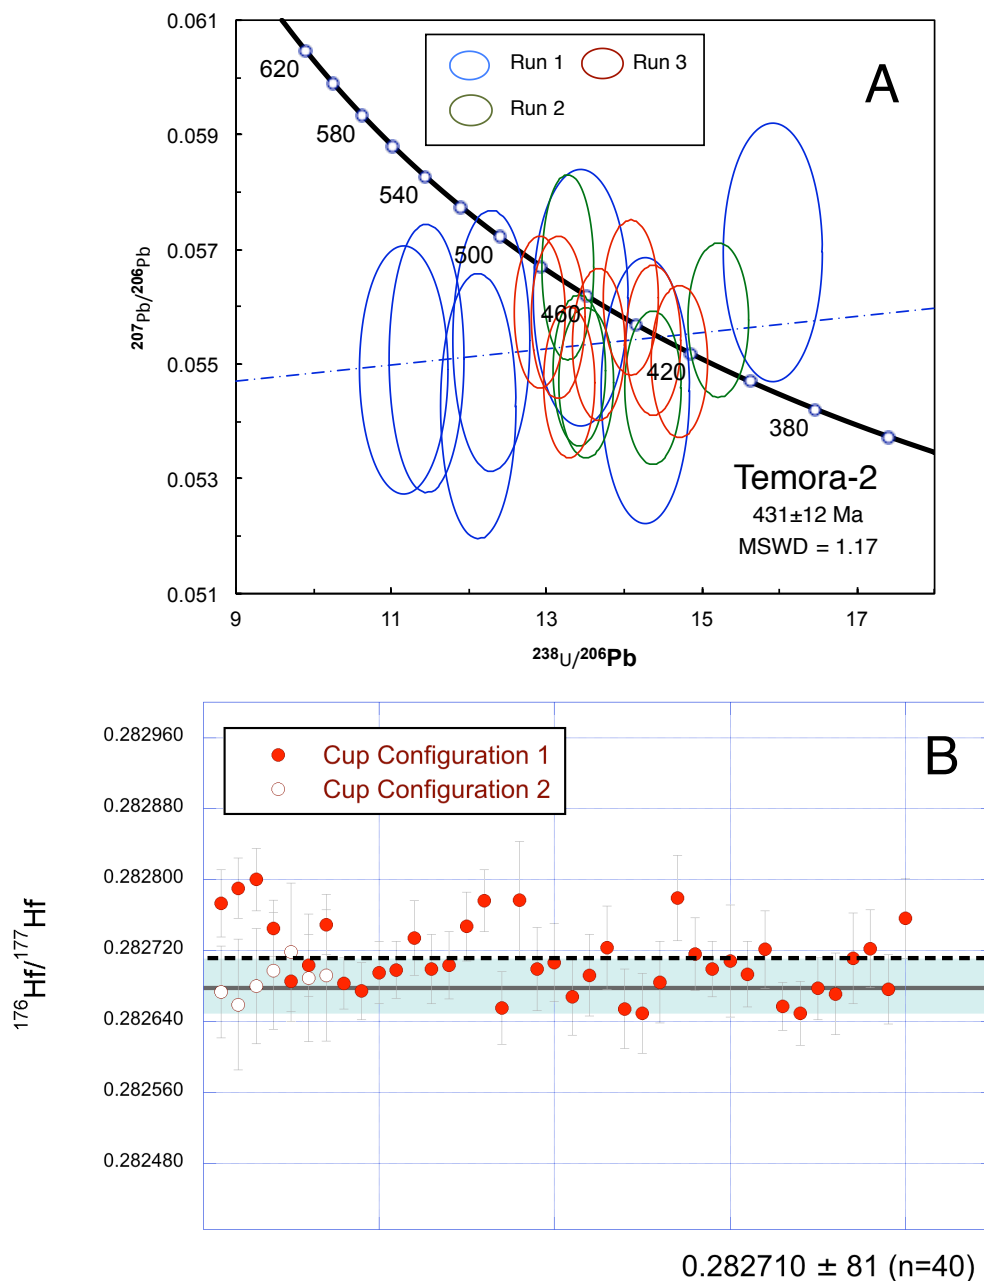 0.061
0.059
0.057
0.055
0.053
0.051
207Pb/206Pb
Run 1
Run 3
Run 2
A
620
580
540
500
460
420
380
Temora-2
431±12 Ma
MSWD = 1.17
9
11
13
15
17
238U/206Pb
0.282960
0.282880
0.282800
0.282720
0.282640
0.282560
0.282480
176Hf/177Hf
Cup Configuration 1
Cup Configuration 2
B
0.282710 ± 81 (n=40)